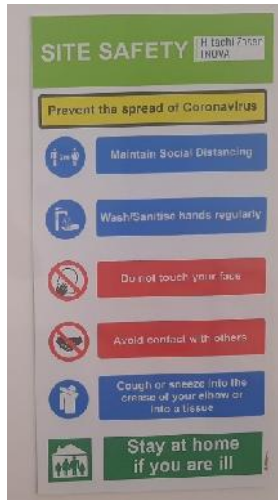 SITE SAFETY
Hitachi Zosen
INOVA
Prevent the spread of Coronavirus
Maintain Social Distancing
Wash/Sanitise hands regularly
Do not touch your face
Avoid contact with others
Cough or sneeze into the
crease of your elbow or
into a tissue
Stay at home
if you are ill